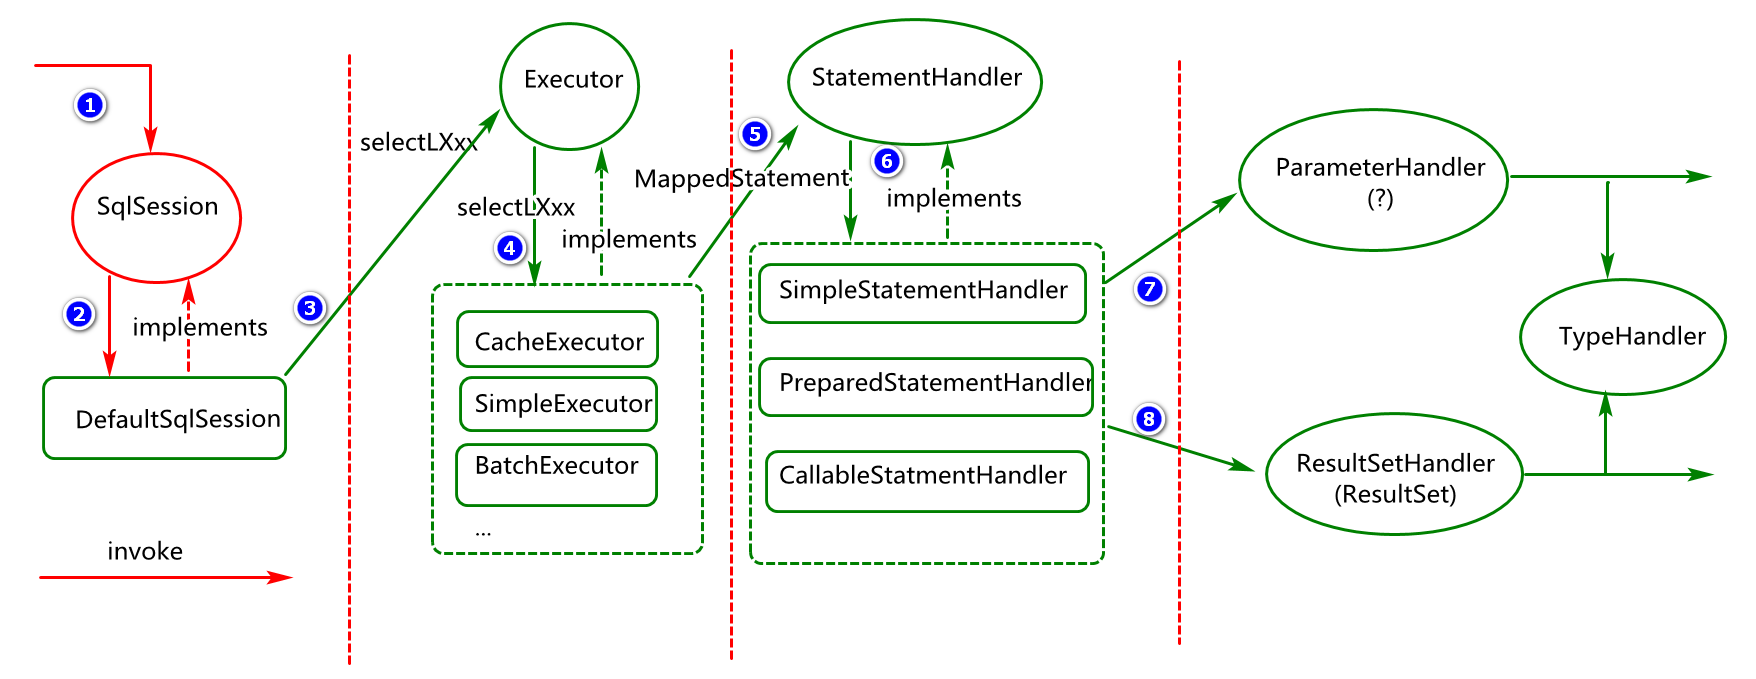 1
SqlSession
2
implements
DefaultSqlSession
invoke
3
selectLXxx
Executor
selectLXxx
4
implements
CacheExecutor
SimpleExecutor
BatchExecutor
...
5
MappedStatement
StatementHandler
6
implements
SimpleStatementHandler
PreparedStatementHandler
CallableStatmentHandler
7
8
ParameterHandler
(?)
TypeHandler
ResultSetHandler
(ResultSet)